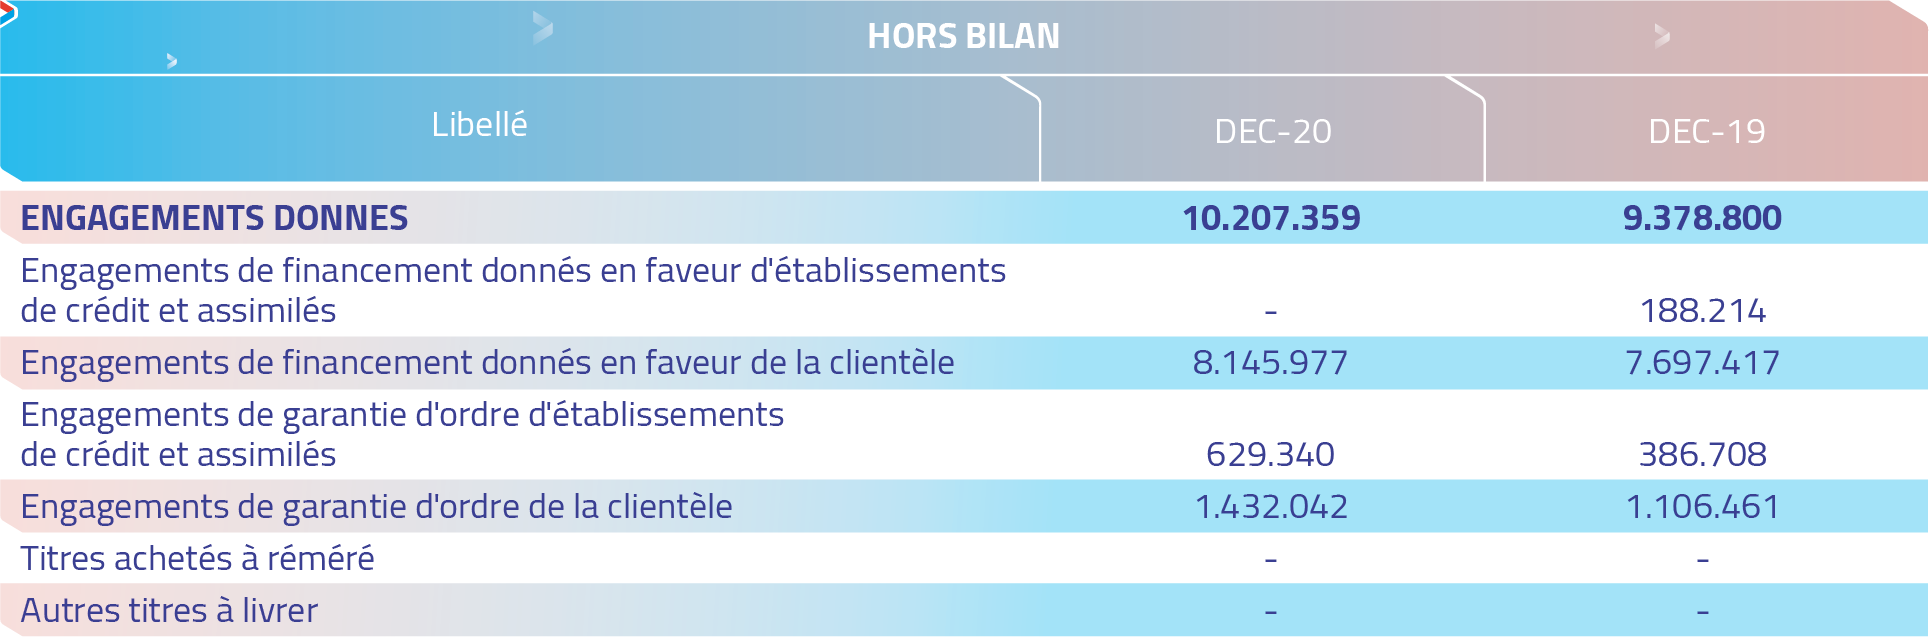 HORS BILAN
Libellé DEC-20 DEC-19
ENGAGEMENTS DONNES 10.207.359 9.378.800
Engagements de financement donnés en faveur d'établissements
de crédit et assimilés - 188.214
Engagements de financement donnés en faveur de la clientèle 8.145.977 7.697.417
Engagements de garantie d'ordre d'établissements
de crédit et assimilés 629.340 386.708
Engagements de garantie d'ordre de la clientèle 1.432.042 1.106.461
Titres achetés à réméré - -
Autres titres à livrer - -